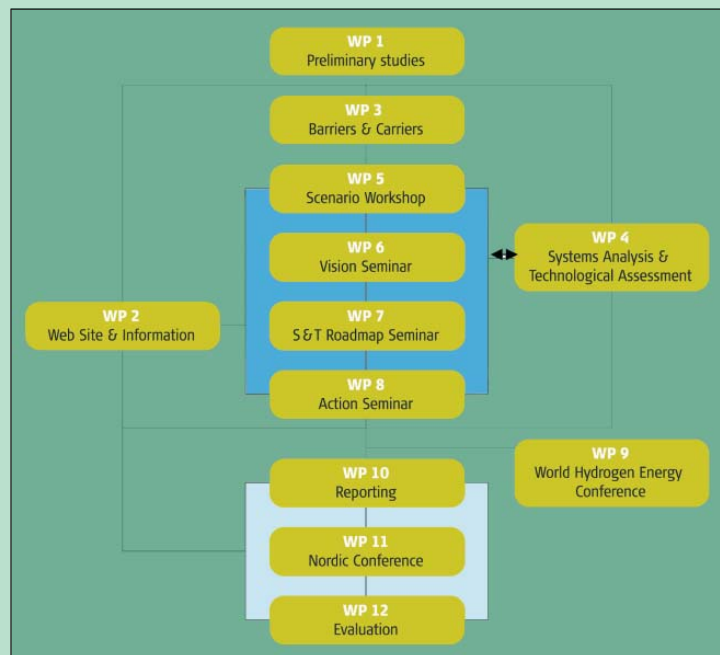 WP 1
Preliminary studies
WP 3
Barriers & Carriers
WP 5
Scenario Workshop
WP 6
Vision Seminar
WP 4
Systems Analysis &
Technological Assessment
WP 2
Web Site & Information
WP 7
S&T Roadmap Seminar
WP 8
Action Seminar
WP 9
World Hydrogen Energy
Conference
WP 10
Reporting
WP 11
Nordic Conference
WP 12
Evaluation